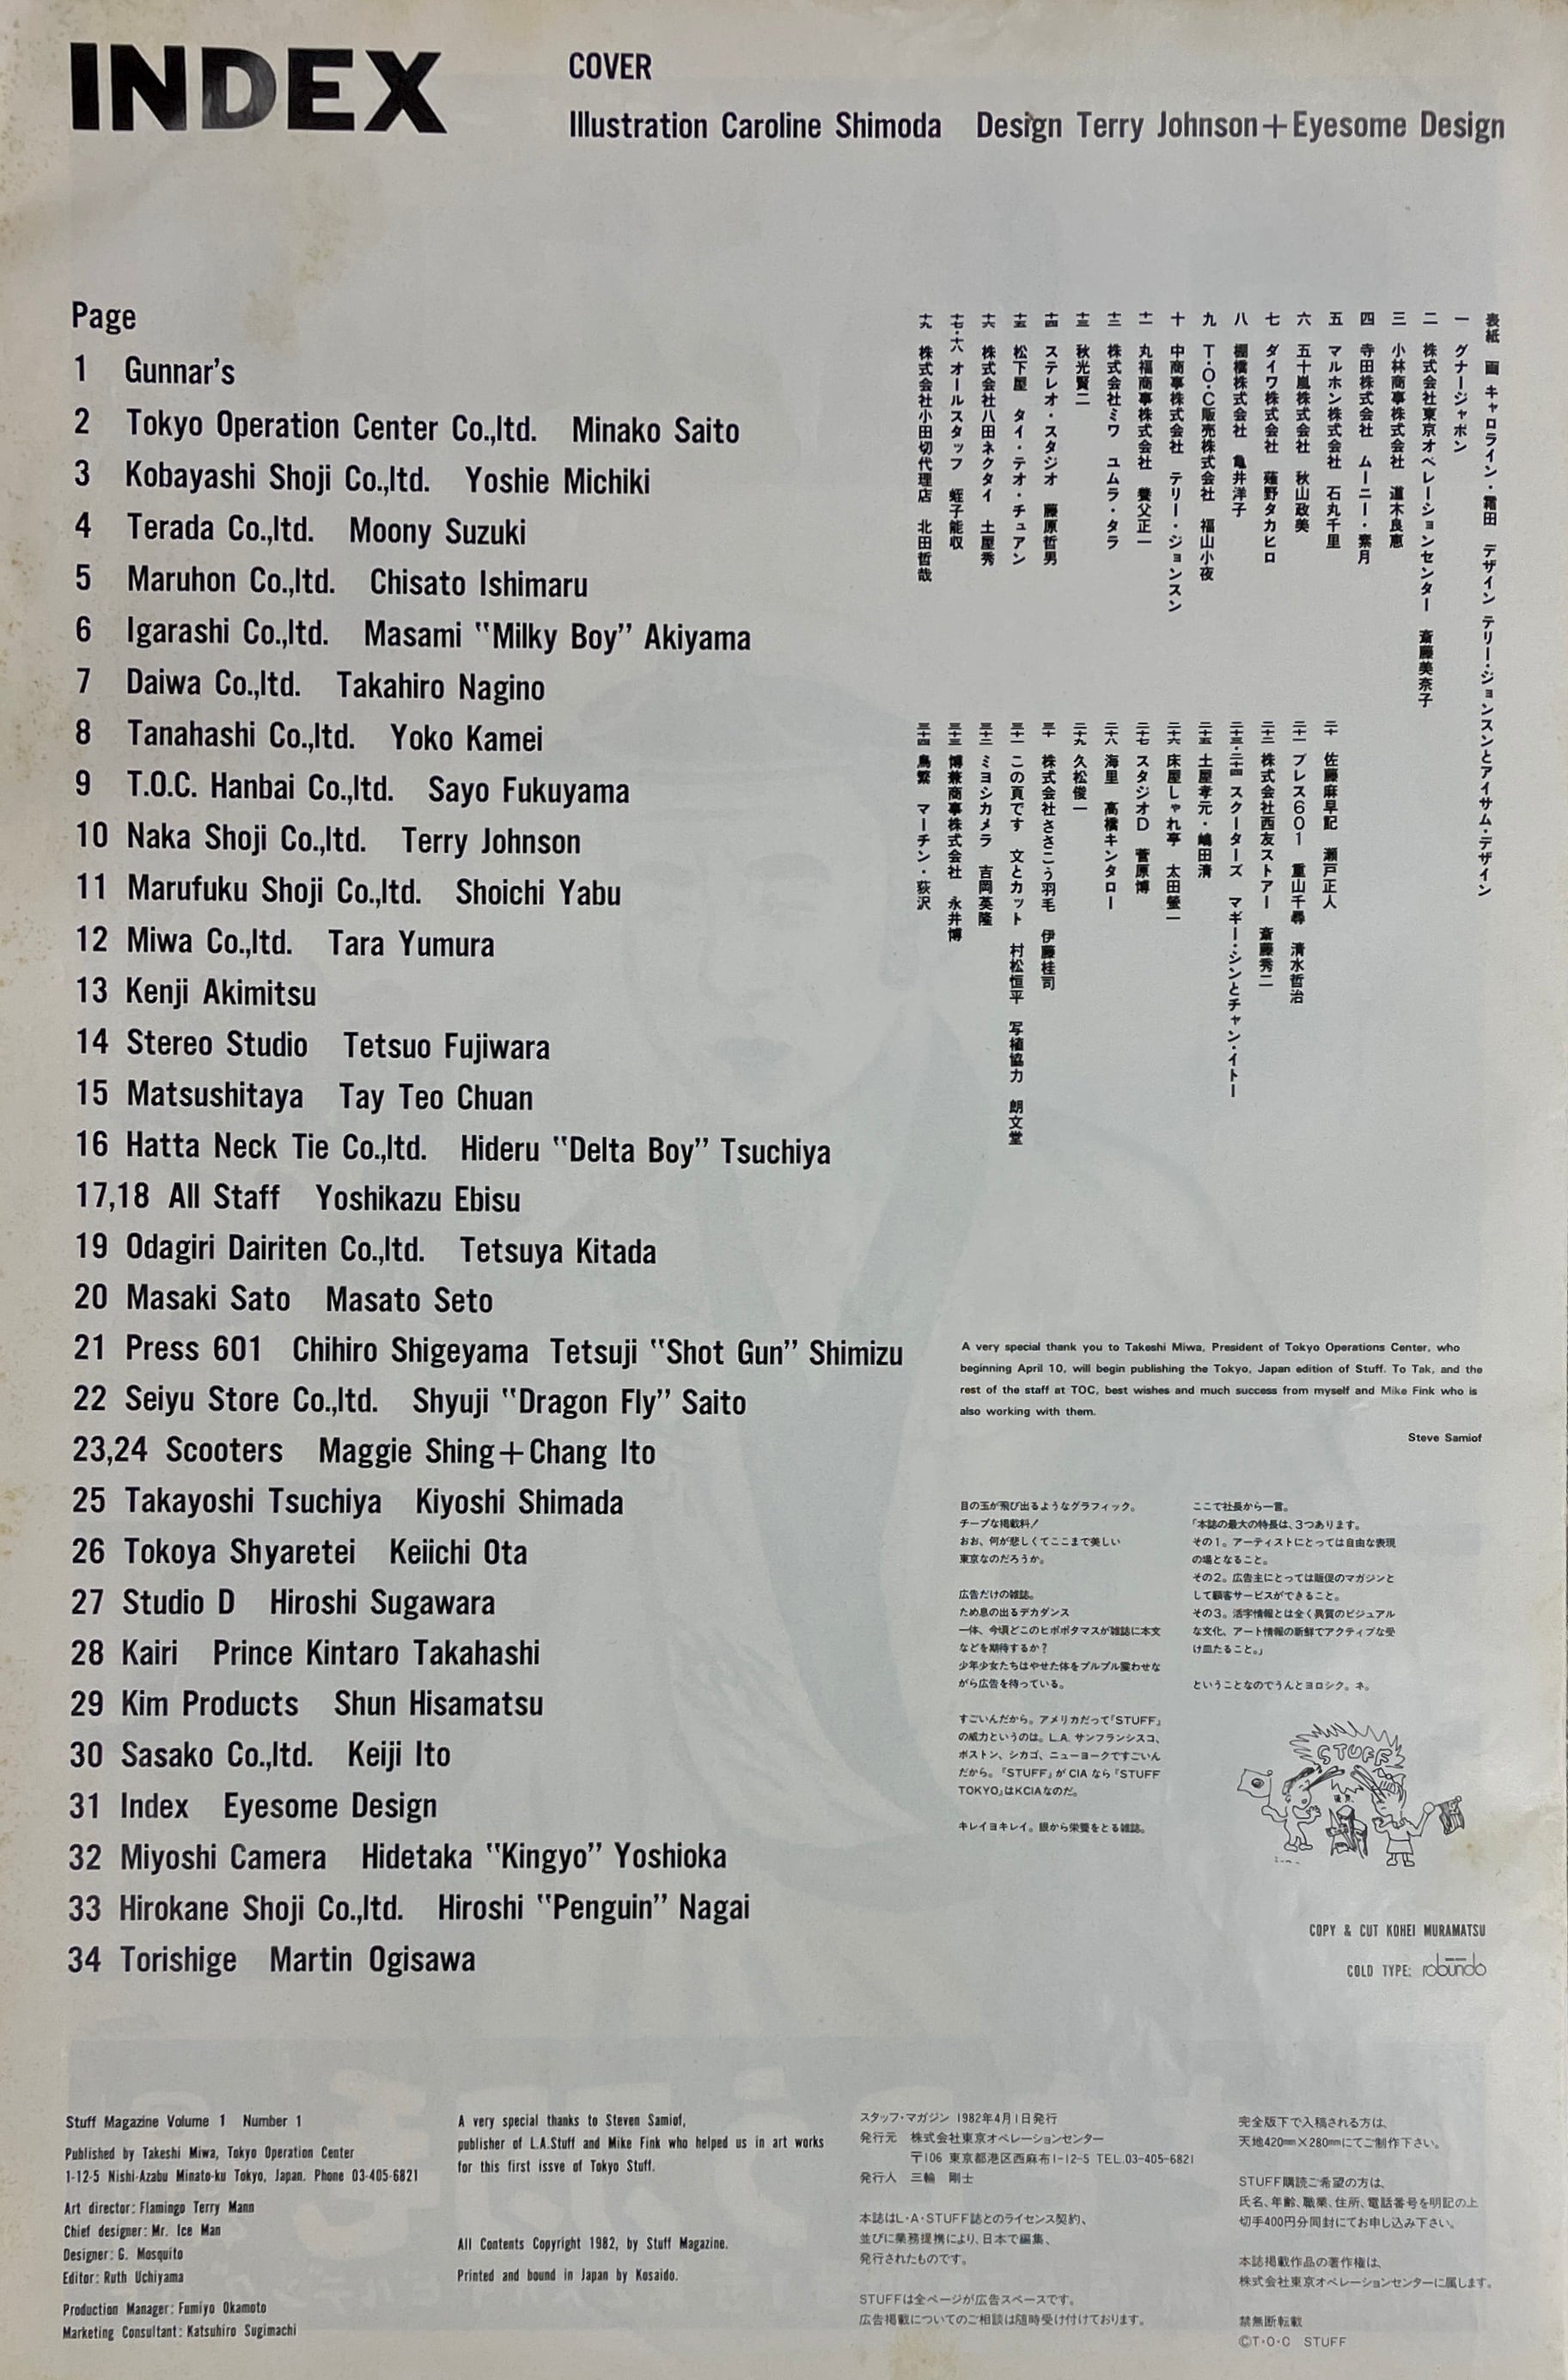 INDEX
COVER
Illustration Caroline Shimoda Design Terry Johnson+Eyesome Design
Page
1 Gunnar's
2 Tokyo Operation Center Co.,ltd. Minako Saito
3 Kobayashi Shoji Co.,ltd. Yoshie Michiki
4 Terada Co.,ltd. Moony Suzuki
5 Maruhon Co.,ltd. Chisato Ishimaru
6 Igarashi Co.,ltd. Masami "Milky Boy" Akiyama
7 Daiwa Co.,ltd. Takahiro Nagino
8 Tanahashi Co.,ltd. Yoko Kamei
9 T.O.C. Hanbai Co.,ltd. Sayo Fukuyama
10 Naka Shoji Co.,ltd. Terry Johnson
11 Marufuku Shoji Co.,ltd. Shoichi Yabu
12 Miwa Co.,ltd. Tara Yumura
13 Kenji Akimitsu
14 Stereo Studio Tetsuo Fujiwara
15 Matsushitaya Tay Teo Chuan
16 Hatta Neck Tie Co.,ltd. Hideru "Delta Boy" Tsuchiya
17,18 All Staff Yoshikazu Ebisu
19 Odagiri Dairiten Co.,ltd. Tetsuya Kitada
20 Masaki Sato Masato Seto
21 Press 601 Chihiro Shigeyama Tetsuji "Shot Gun" Shimizu
22 Seiyu Store Co.,ltd. Shyuji "Dragon Fly" Saito
23,24 Scooters Maggie Shing+Chang Ito
25 Takayoshi Tsuchiya Kiyoshi Shimada
26 Tokoya Shyaretei Keiichi Ota
27 Studio D Hiroshi Sugawara
28 Kairi Prince Kintaro Takahashi
29 Kim Products Shun Hisamatsu
30 Sasako Co.,ltd. Keiji Ito
31 Index Eyesome Design
32 Miyoshi Camera Hidetaka "Kingyo" Yoshioka
33 Hirokane Shoji Co.,ltd. Hiroshi "Penguin" Nagai
34 Torishige Martin Ogisawa
表紙 画 キャロライン・霜田 デザイン テリー・ジョンスンとアイサム・デザイン
一 グナージャポン
二 株式会社東京オペレーションセンター 斎藤美奈子
三 小林商事株式会社 道木良恵
四 寺田株式会社 ムーニー・素月
五 マルホン株式会社 石丸千里
六 五十嵐株式会社 秋山政美
七 ダイワ株式会社 薙野タカヒロ
八 棚橋株式会社 亀井洋子
九 T・O・C販売株式会社 福山小夜
十 中商事株式会社 テリー・ジョンスン
十一 丸福商事株式会社 養父正一
十二 株式会社ミワ ユムラ・タラ
十三 秋光賢二
十四 ステレオ・スタジオ 藤原哲男
十五 松下屋 タイ・テオ・チュアン
十六 株式会社八田ネクタイ 土屋秀
十七・十八 オールスタッフ 蛭子能収
十九 株式会社小田切代理店 北田哲哉
二十 佐藤麻早記 瀬戸正人
二十一 プレス601 重山千尋 清水哲治
二十二 株式会社西友ストアー 斎藤秀二
二十三・二十四 スクーターズ マギー・シンとチャン・イトー
二十五 土屋孝元・嶋田清
二十六 床屋しゃれ亭 太田螢一
二十七 スタジオD 菅原博
二十八 海里 高橋キンタロー
二十九 久松俊一
三十 株式会社ささこう羽毛 伊藤桂司
三十一 この頁です 文とカット 村松恒平 写植協力 朗文堂
三十二 ミヨシカメラ 吉岡英隆
三十三 博兼商事株式会社 永井博
三十四 鳥繁 マーチン・荻沢
A very special thank you to Takeshi Miwa, President of Tokyo Operations Center, who
beginning April 10, will begin publishing the Tokyo, Japan edition of Stuff. To Tak, and the
rest of the staff at TOC, best wishes and much success from myself and Mike Fink who is
also working with them.
Steve Samiof
目の玉が飛び出るようなグラフィック。
チープな掲載料!
おお、何が悲しくてここまで美しい
東京なのだろうか。
広告だけの雑誌。
ため息の出るデカダンス
一体、今頃どこのヒポポタマスが雑誌に本文
などを期待するか?
少年少女たちはやせた体をプルプル震わせな
がら広告を待っている。
すごいんだから。アメリカだって『STUFF』
の威力というのは。L.A. サンフランシスコ、
ボストン、シカゴ、ニューヨークですごいん
だから。『STUFF』が CIA なら『STUFF
TOKYO』はKCIAなのだ。
キレイヨキレイ。眼から栄養をとる雑誌。
ここで社長から一言。
「本誌の最大の特長は、3つあります。
その1。アーティストにとっては自由な表現
の場となること。
その2。広告主にとっては販促のマガジンと
して顧客サービスができること。
その3。活字情報とは全く異質のビジュアル
な文化、アート情報の新鮮でアクティブな受
け皿たること。」
ということなのでうんとヨロシク。ネ。
STUFF
COPY & CUT KOHEI MURAMATSU
COLD TYPE: robundo
Stuff Magazine Volume 1 Number 1
Published by Takeshi Miwa, Tokyo Operation Center
1-12-5 Nishi-Azabu Minato-ku Tokyo, Japan. Phone 03-405-6821
Art director: Flamingo Terry Mann
Chief designer: Mr. Ice Man
Designer: G. Mosquito
Editor: Ruth Uchiyama
Production Manager: Fumiyo Okamoto
Marketing Consultant: Katsuhiro Sugimachi
A very special thanks to Steven Samiof,
publisher of L.A.Stuff and Mike Fink who helped us in art works
for this first issve of Tokyo Stuff.
All Contents Copyright 1982, by Stuff Magazine.
Printed and bound in Japan by Kosaido.
スタッフ・マガジン 1982年4月1日発行
発行元 株式会社東京オペレーションセンター
〒106 東京都港区西麻布1-12-5 TEL.03-405-6821
発行人 三輪 剛士
本誌はL・A・STUFF誌とのライセンス契約、
並びに業務提携により、日本で編集、
発行されたものです。
STUFFは全ページが広告スペースです。
広告掲載についてのご相談は随時受け付けております。
完全版下で入稿される方は、
天地420mm×280mmにてご制作下さい。
STUFF購読ご希望の方は、
氏名、年齢、職業、住所、電話番号を明記の上
切手400円分同封にてお申し込み下さい。
本誌掲載作品の著作権は、
株式会社東京オペレーションセンターに属します。
禁無断転載
©T・O・C STUFF